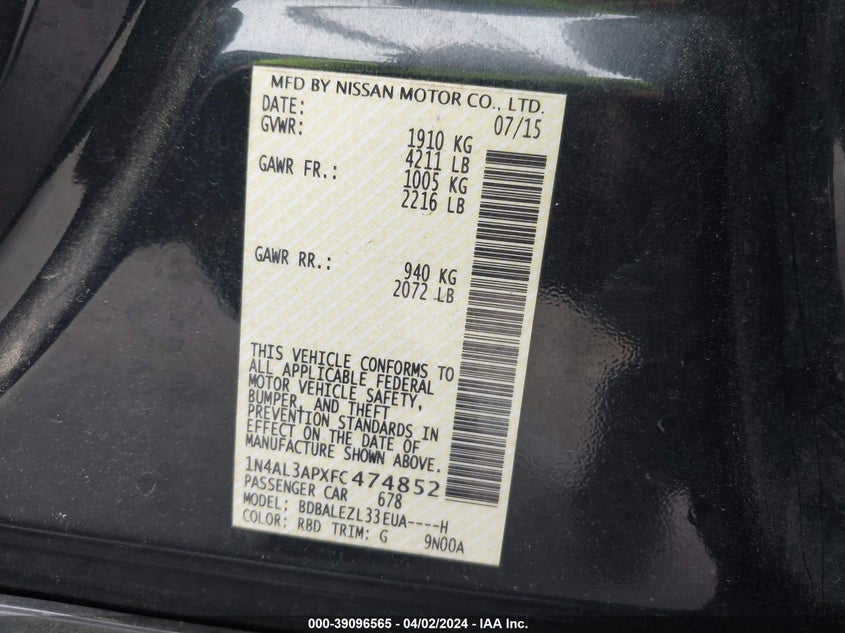 MFD BY NISSAN MOTOR CO., LTD.
DATE: 07/15
GVWR: 1910 KG
4211 LB
GAWR FR.: 1005 KG
2216 LB
GAWR RR.: 940 KG
2072 LB
THIS VEHICLE CONFORMS TO
ALL APPLICABLE FEDERAL
MOTOR VEHICLE SAFETY,
BUMPER, AND THEFT
PREVENTION STANDARDS IN
EFFECT ON THE DATE OF
MANUFACTURE SHOWN ABOVE.
1N4AL3APXFC474852
PASSENGER CAR 678
MODEL: BDBALEZL33EUA----H
COLOR: RBD TRIM: G 9N00A
000-39096565 - 04/02/2024 - IAA Inc.